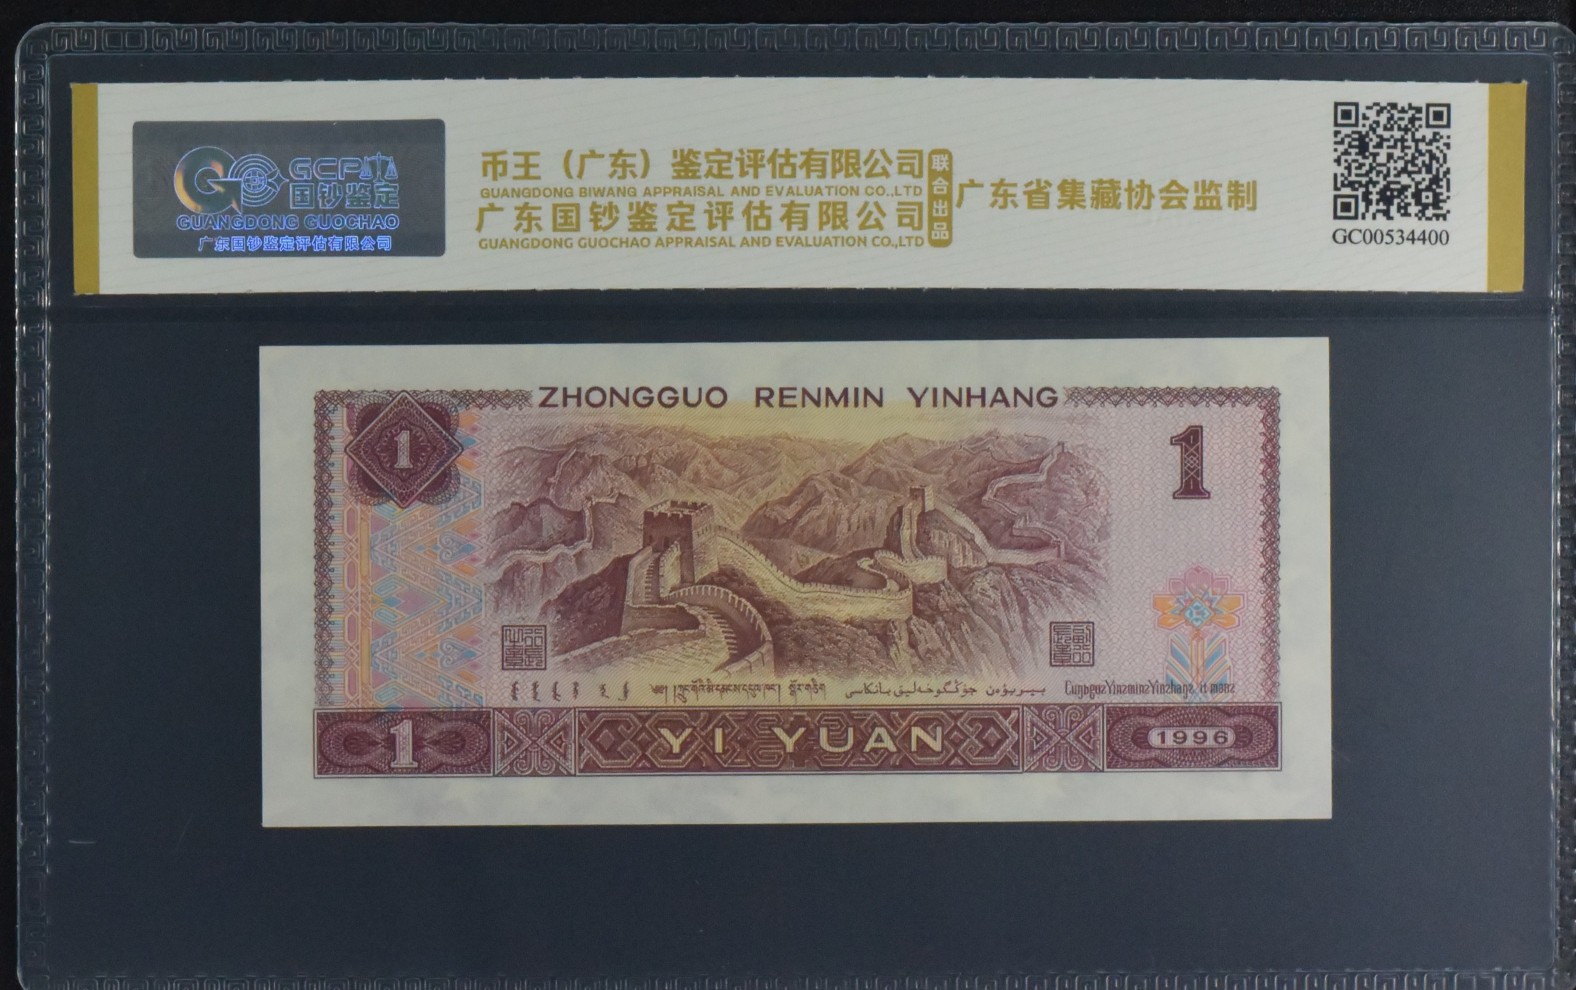 GCP
国钞鉴定
GUANGDONG GUOCHAO
广东国钞鉴定评估有限公司
币王（广东）鉴定评估有限公司
GUANGDONG BIWANG APPRAISAL AND EVALUATION CO.,LTD
广东国钞鉴定评估有限公司
GUANGDONG GUOCHAO APPRAISAL AND EVALUATION CO.,LTD
联合出品
广东省集藏协会监制
GC00534400
ZHONGGUO RENMIN YINHANG
1
1
1
YI YUAN
1996